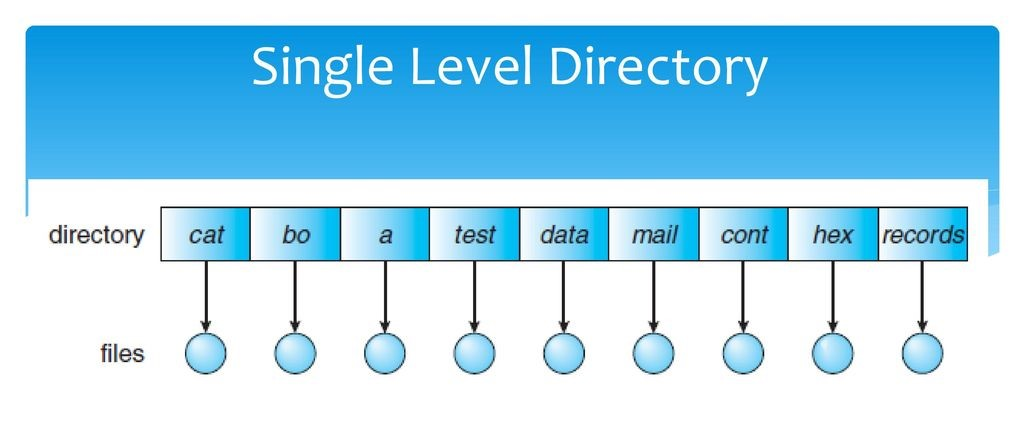 Single Level Directory
directory cat bo a test data mail cont hex records
files